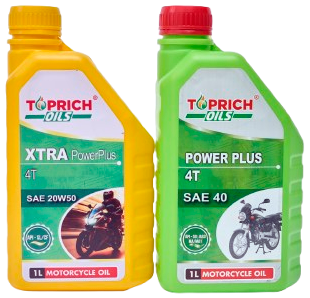 TOPRICH
OILS
XTRA PowerPlus
4T
SAE 20W50
1L MOTORCYCLE OIL
TOPRICH
OILS
POWER PLUS
4T
SAE 40
1L MOTORCYCLE OIL